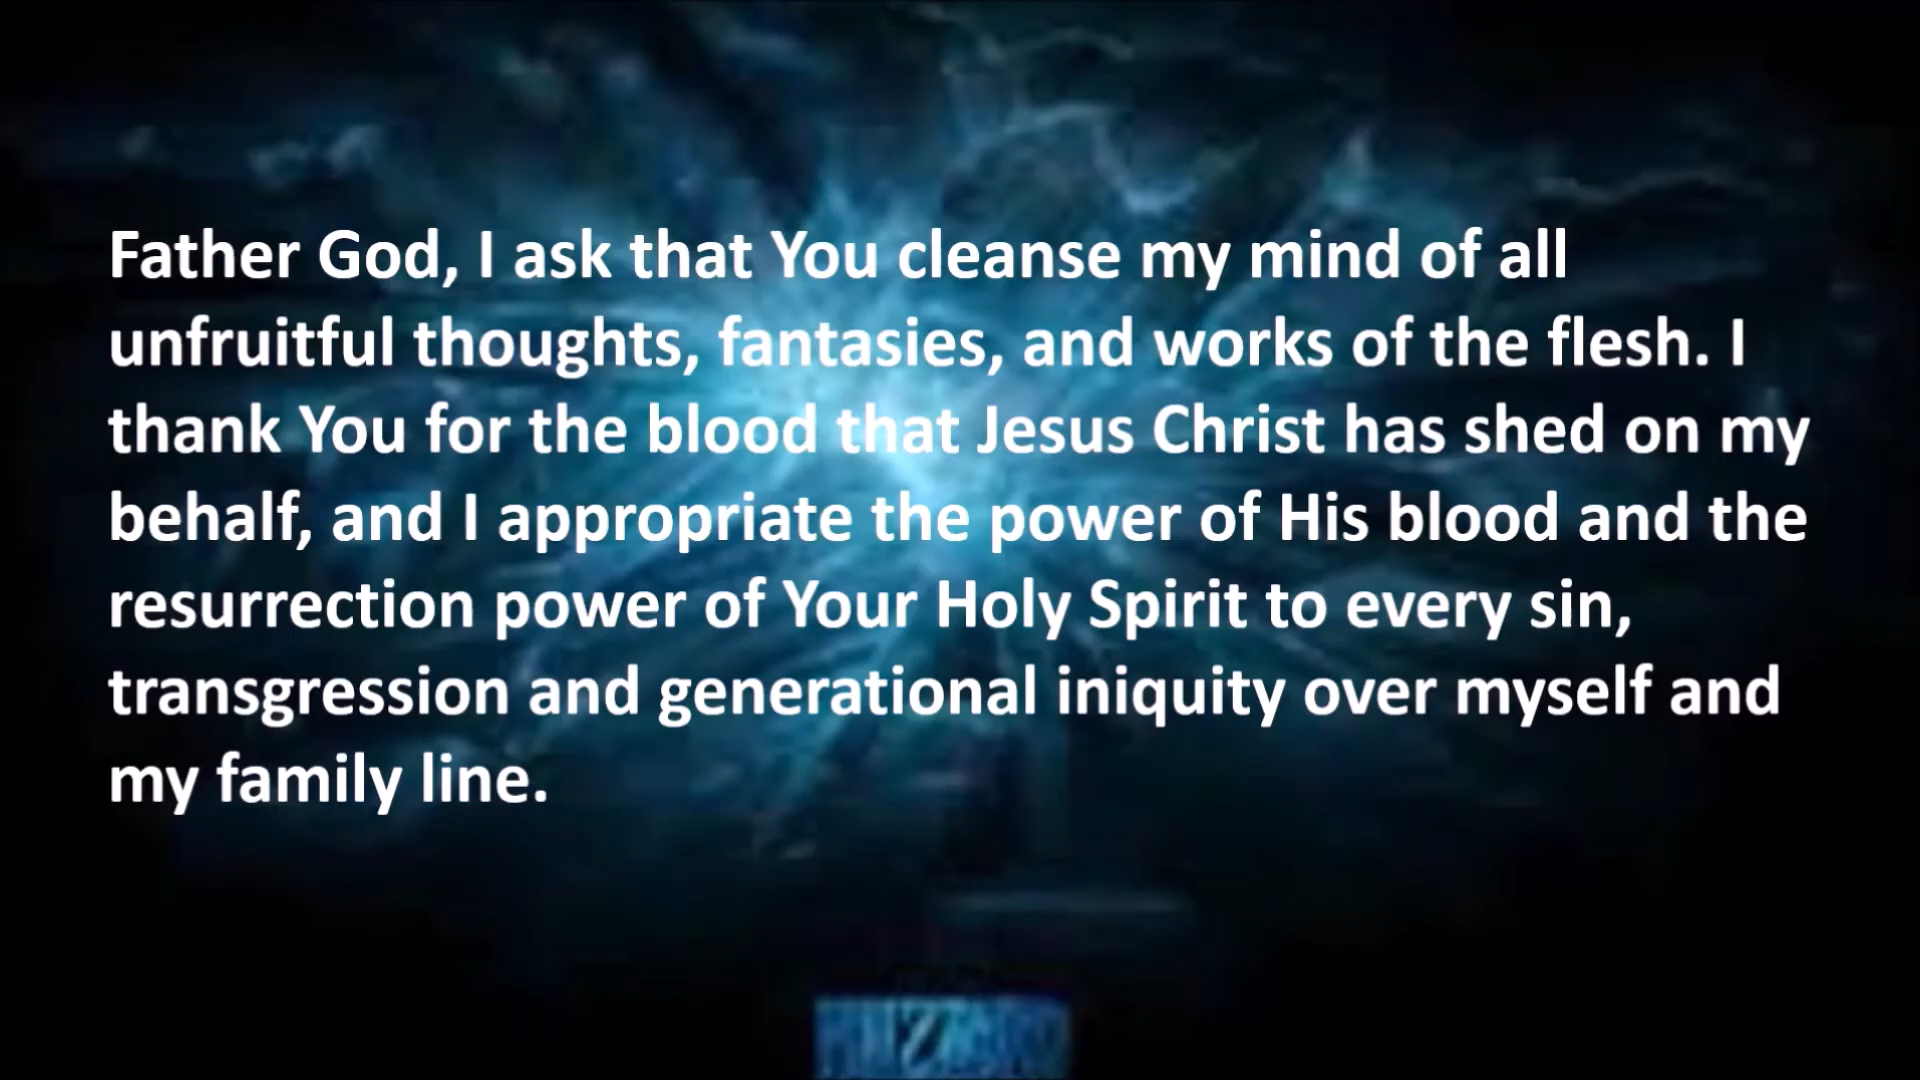 Father God, I ask that You cleanse my mind of all
unfruitful thoughts, fantasies, and works of the flesh. I
thank You for the blood that Jesus Christ has shed on my
behalf, and I appropriate the power of His blood and the
resurrection power of Your Holy Spirit to every sin,
transgression and generational iniquity over myself and
my family line.